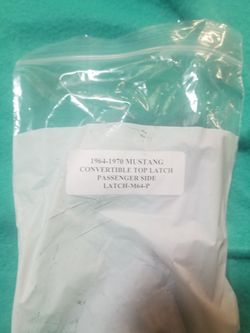 1964-1970 MUSTANG
CONVERTIBLE TOP LATCH
PASSENGER SIDE
LATCH-M64-P